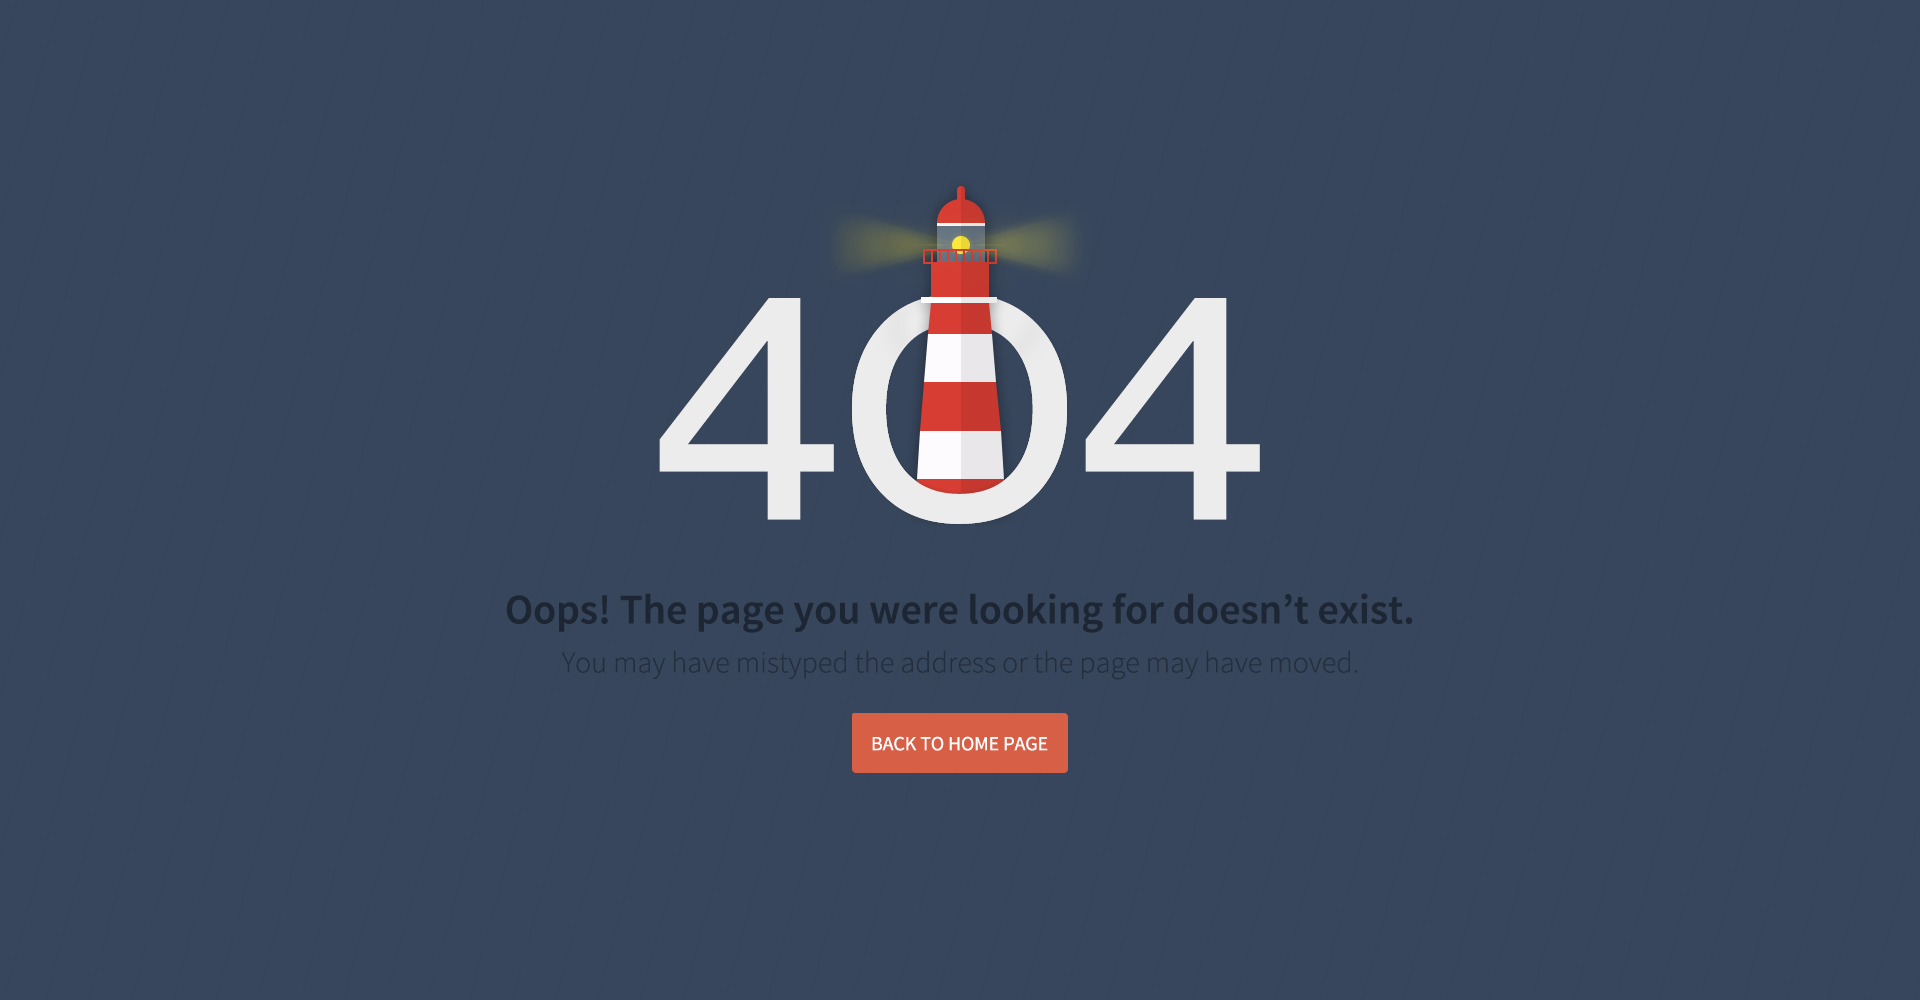 404
Oops! The page you were looking for doesn’t exist.
You may have mistyped the address or the page may have moved.
BACK TO HOME PAGE